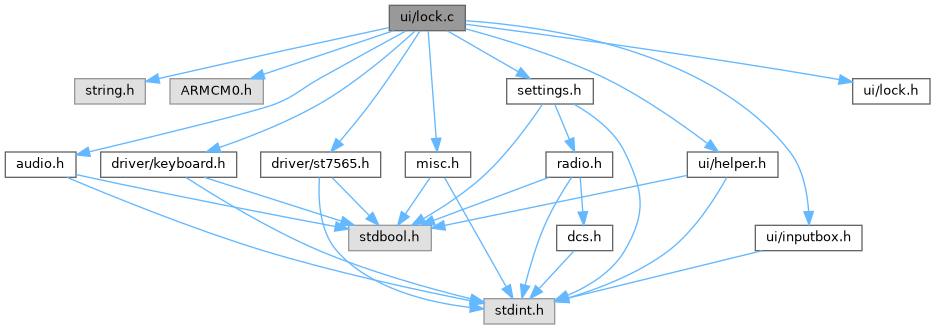 ui/lock.c
string.h
ARMCM0.h
settings.h
ui/lock.h
audio.h
driver/keyboard.h
driver/st7565.h
misc.h
radio.h
ui/helper.h
stdbool.h
dcs.h
ui/inputbox.h
stdint.h